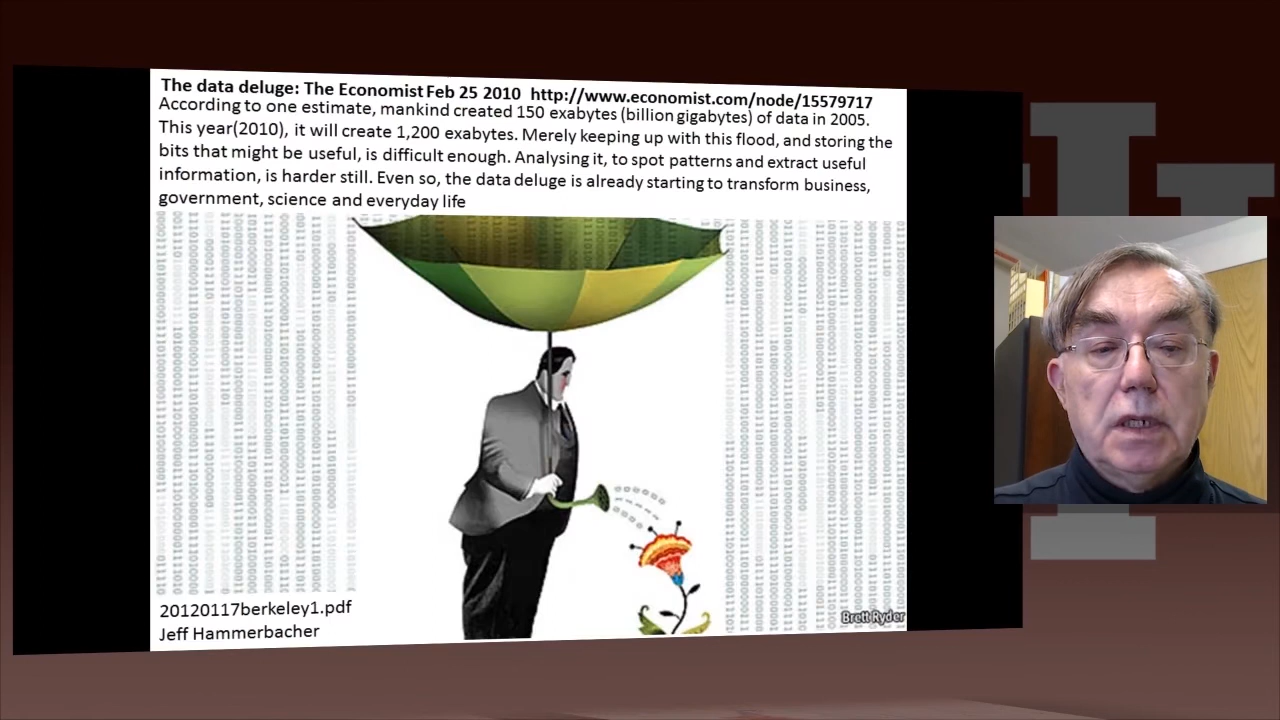 The data deluge: The Economist Feb 25 2010 http://www.economist.com/node/15579717
According to one estimate, mankind created 150 exabytes (billion gigabytes) of data in 2005.
This year(2010), it will create 1,200 exabytes. Merely keeping up with this flood, and storing the
bits that might be useful, is difficult enough. Analysing it, to spot patterns and extract useful
information, is harder still. Even so, the data deluge is already starting to transform business,
government, science and everyday life
20120117berkeley1.pdf
Jeff Hammerbacher
Brett Ryder